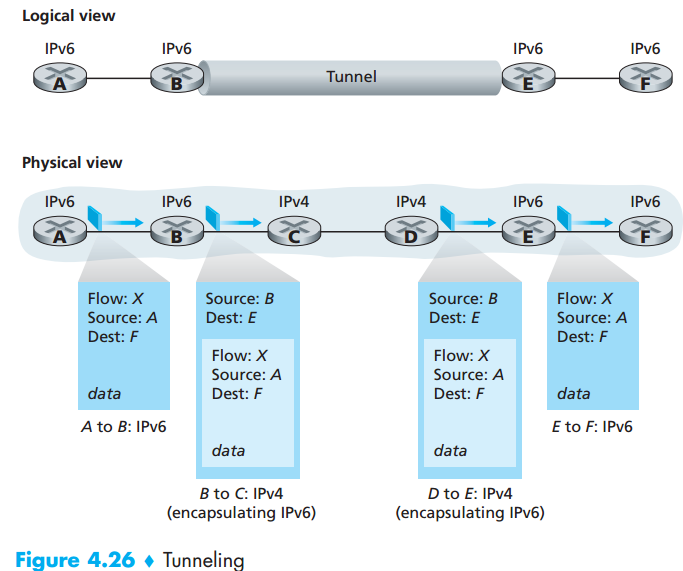 Logical view
IPv6 IPv6 IPv6 IPv6
A B Tunnel E F
Physical view
IPv6 IPv6 IPv4 IPv4 IPv6 IPv6
A B C D E F
Flow: X
Source: A
Dest: F
data
A to B: IPv6
Source: B
Dest: E
Flow: X
Source: A
Dest: F
data
B to C: IPv4
(encapsulating IPv6)
Source: B
Dest: E
Flow: X
Source: A
Dest: F
data
D to E: IPv4
(encapsulating IPv6)
Flow: X
Source: A
Dest: F
data
E to F: IPv6
Figure 4.26 ♦ Tunneling